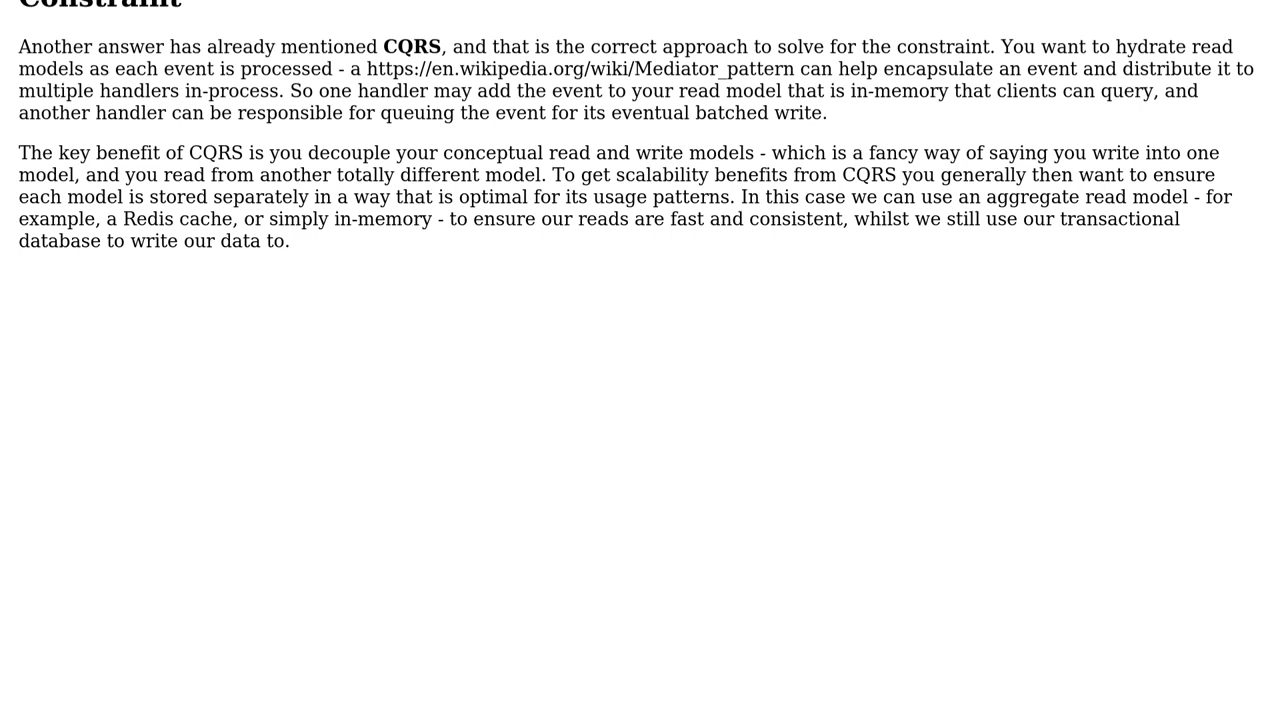 Constraint
Another answer has already mentioned CQRS, and that is the correct approach to solve for the constraint. You want to hydrate read
models as each event is processed - a https://en.wikipedia.org/wiki/Mediator_pattern can help encapsulate an event and distribute it to
multiple handlers in-process. So one handler may add the event to your read model that is in-memory that clients can query, and
another handler can be responsible for queuing the event for its eventual batched write.
The key benefit of CQRS is you decouple your conceptual read and write models - which is a fancy way of saying you write into one
model, and you read from another totally different model. To get scalability benefits from CQRS you generally then want to ensure
each model is stored separately in a way that is optimal for its usage patterns. In this case we can use an aggregate read model - for
example, a Redis cache, or simply in-memory - to ensure our reads are fast and consistent, whilst we still use our transactional
database to write our data to.